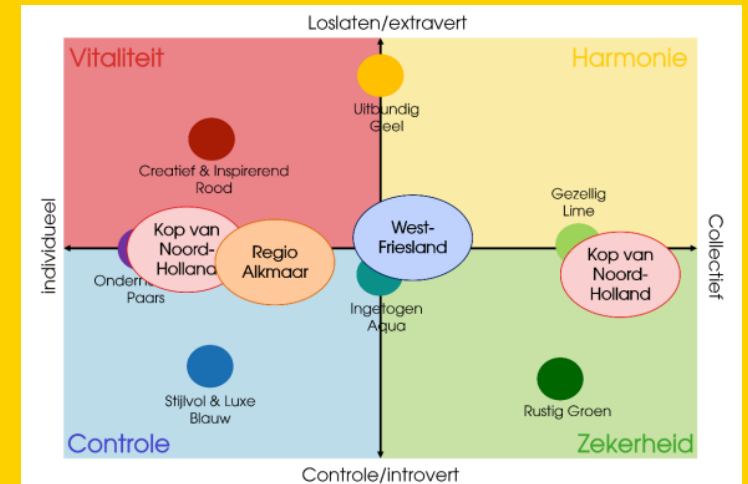 Loslaten/extravert
Vitaliteit
Harmonie
Uitbundig
Geel
Creatief & Inspirerend
Rood
Gezellig
Lime
individueel
Collectief
Kop van
Noord-
Holland
Regio
Alkmaar
West-
Friesland
Kop van
Noord-
Holland
Paars
Ingetogen
Aqua
Stijlvol & Luxe
Blauw
Rustig Groen
Controle
Zekerheid
Controle/introvert